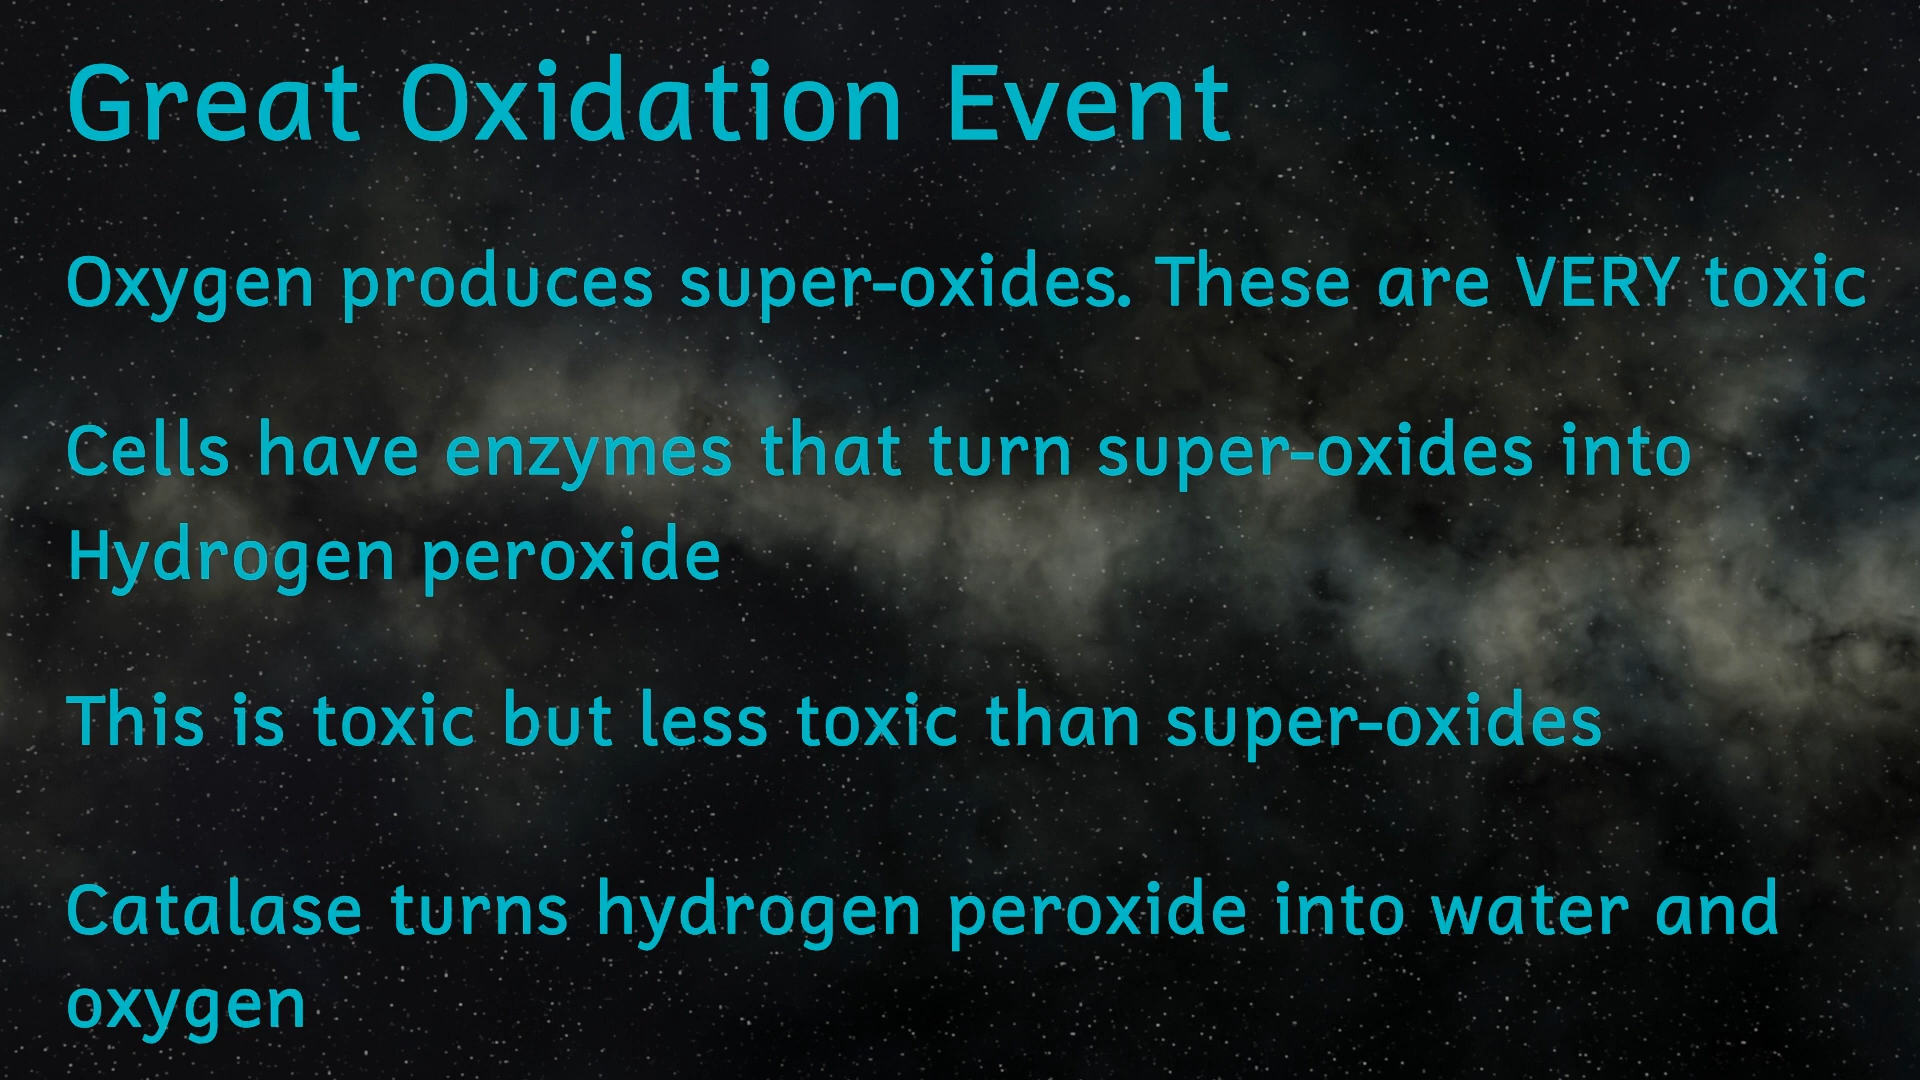 Great Oxidation Event
Oxygen produces super-oxides. These are VERY toxic
Cells have enzymes that turn super-oxides into
Hydrogen peroxide
This is toxic but less toxic than super-oxides
Catalase turns hydrogen peroxide into water and
oxygen